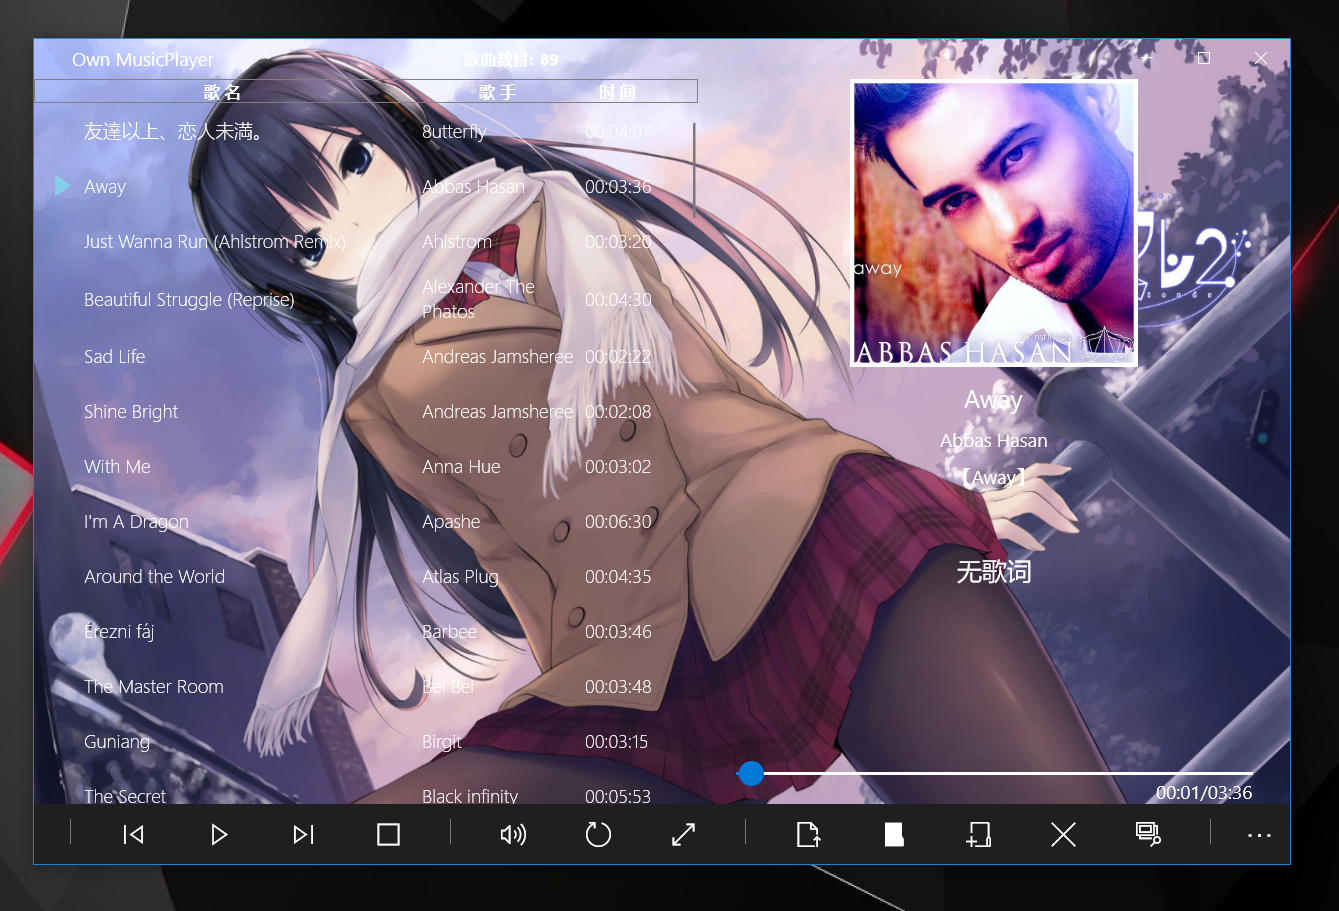 Own MusicPlayer
歌曲数目: 89
歌 名 歌 手 时 间
友達以上、恋人未満。 8utterfly 00:04:07
Away Abbas Hasan 00:03:36
Just Wanna Run (Ahlstrom Remix) Ahlstrom 00:03:20
Beautiful Struggle (Reprise) Alexander The
Photos 00:04:30
Sad Life Andreas Jamsheree 00:02:22
Shine Bright Andreas Jamsheree 00:02:08
With Me Anna Hue 00:03:02
I'm A Dragon Apashe 00:06:30
Around the World Atlas Plug 00:04:35
Érezni fáj Barbee 00:03:46
The Master Room Bei Bei 00:03:48
Guniang Birgit 00:03:15
The Secret Black infinity 00:05:53
away
ABBAS HASAN
レ2
Away
Abbas Hasan
【Away】
无歌词
00:01/03:36